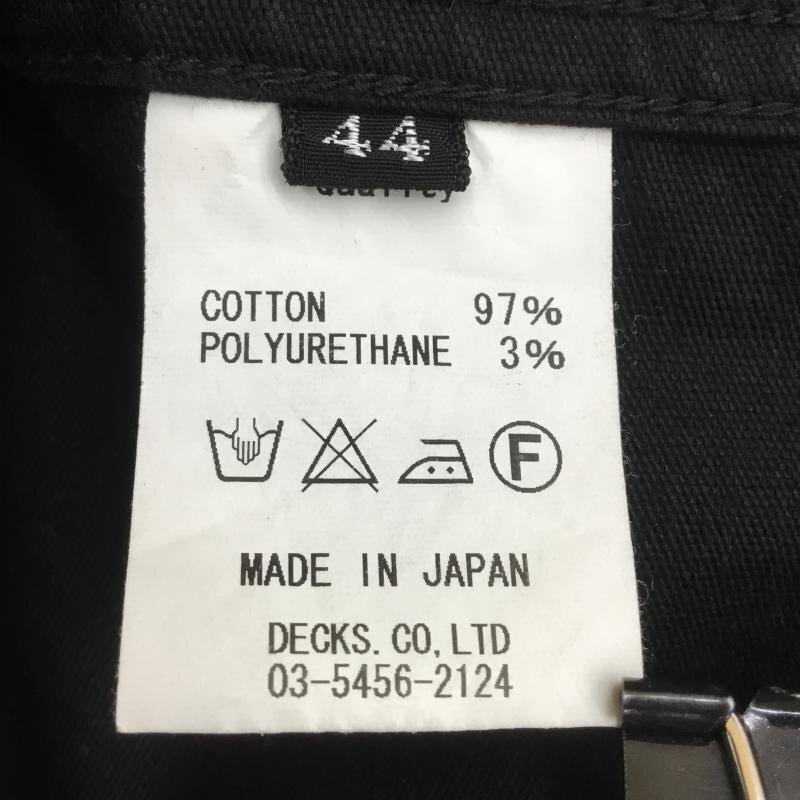 44
COTTON 97%
POLYURETHANE 3%
F
MADE IN JAPAN
DECKS.CO,LTD
03-5456-2124